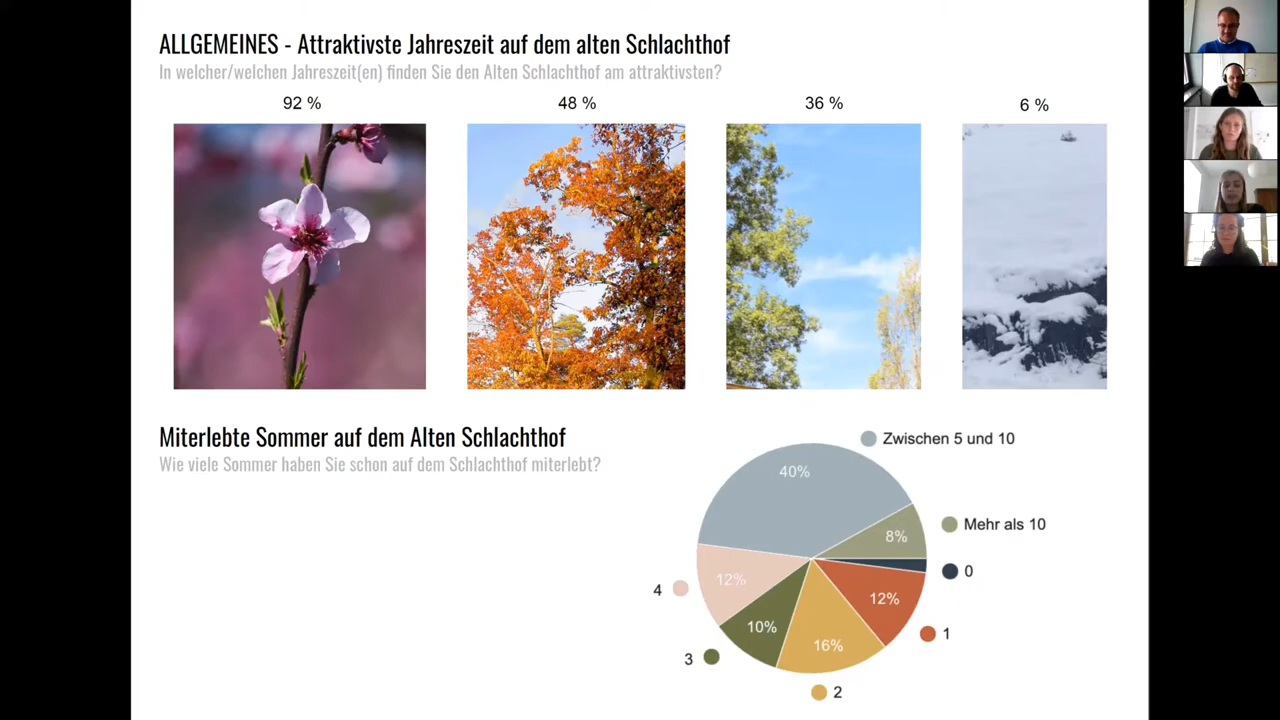 ALLGEMEINES - Attraktivste Jahreszeit auf dem alten Schlachthof
In welcher/welchen Jahreszeit(en) finden Sie den Alten Schlachthof am attraktivsten?
92 %
48 %
36 %
6 %
Miterlebte Sommer auf dem Alten Schlachthof
Wie viele Sommer haben Sie schon auf dem Schlachthof miterlebt?
Zwischen 5 und 10
40%
Mehr als 10
8%
0
12%
1
12%
4
10%
3
16%
2